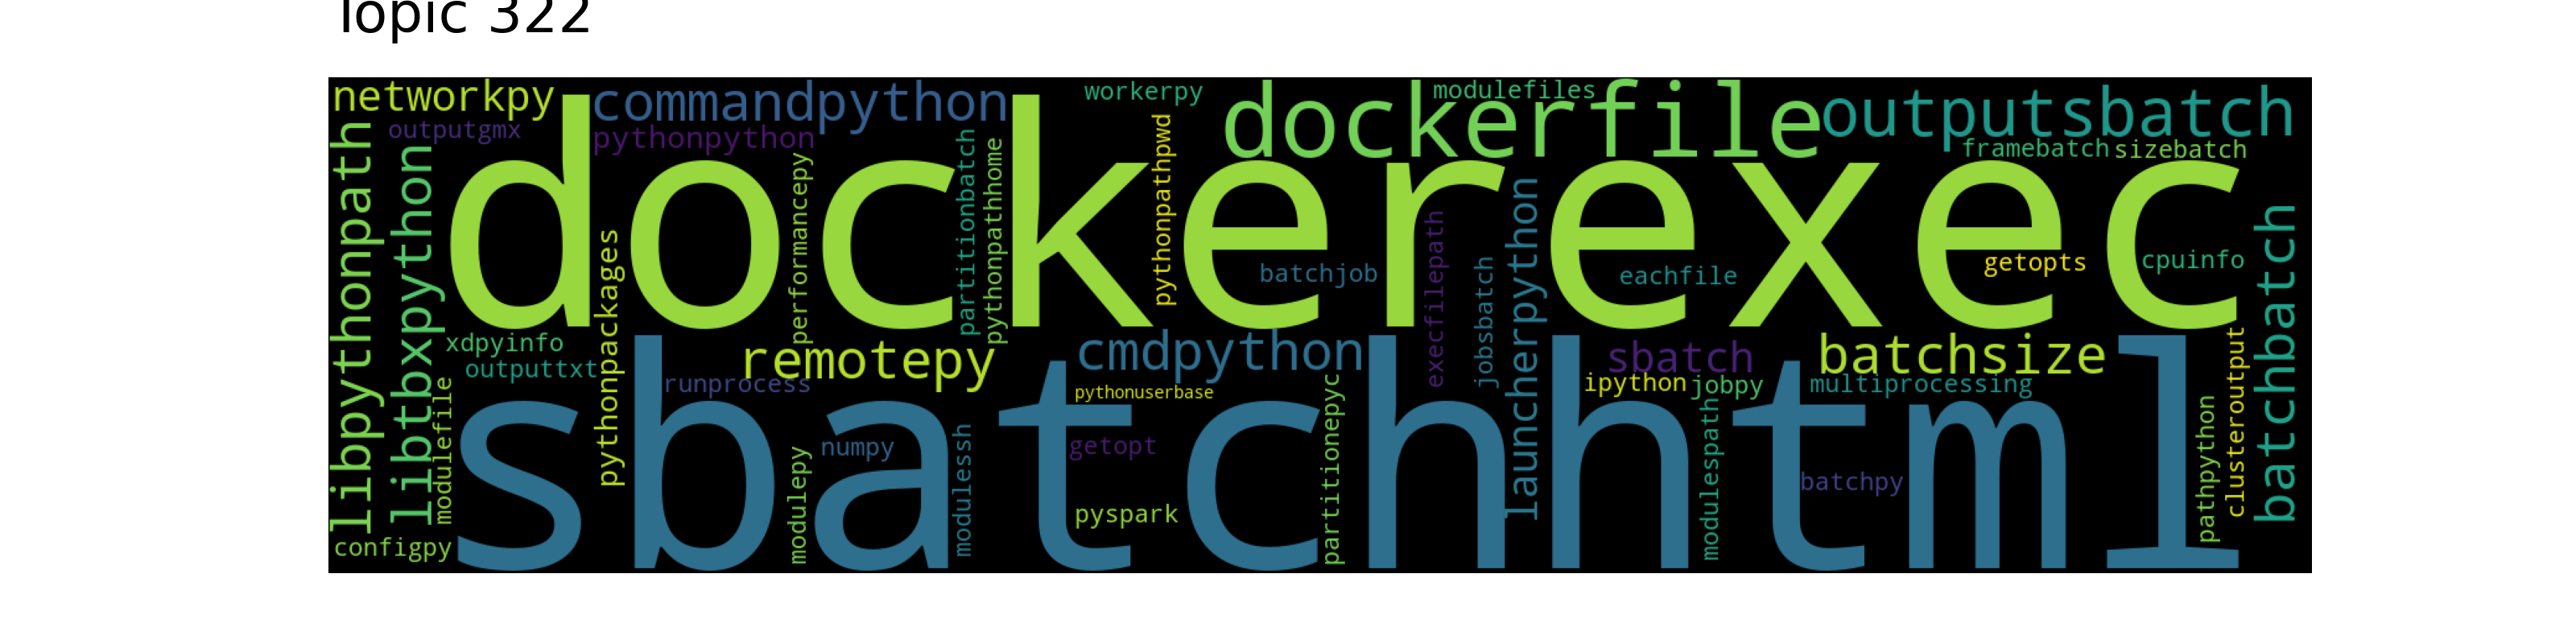 Topic 322
networkpy
commandpython
workerpy
modulefiles
dockerfile
outputsbatch
outputgmx
pythonpython
framebatch
sizebatch
dockerexec
libpythonpath
libtbxpython
pythonpackages
performancepy
partitionbatch
pythonpathhome
pythonpathpwd
batchjob
execfilepath
jobsbatch
launcherpython
eachfile
getopts
cpuinfo
batchbatch
xdpyinfo
outputtxt
runprocess
remotepy
cmdpython
pythonuserbase
sbatch
ipython
jobpy
batchsize
multiprocessing
clusteroutput
sbatchhtml
modulefile
configpy
modulepy
numpy
modulessh
getopt
pyspark
partitionepyc
modulespath
batchpy
pathpython